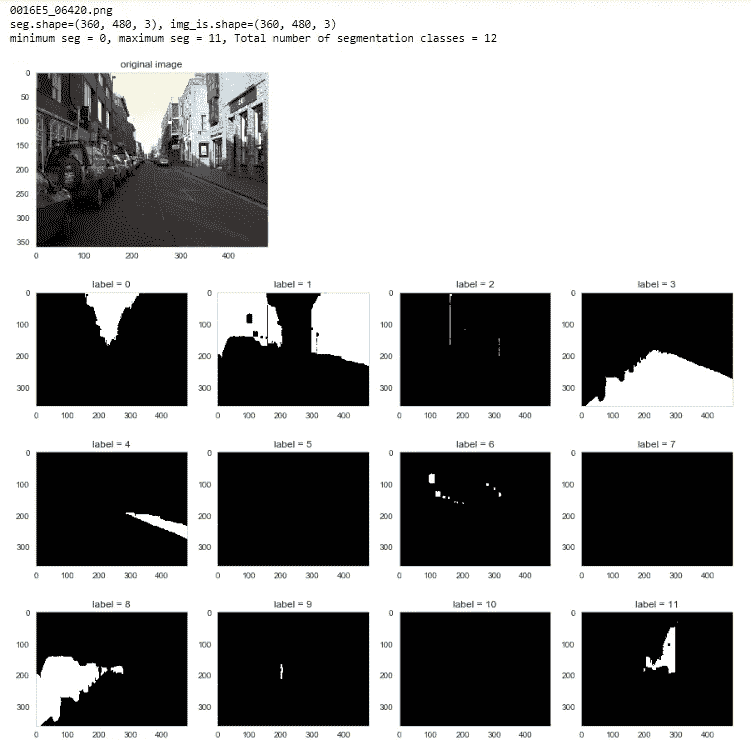 0016E5_06420.png
seg.shape=(360, 480, 3), img_is.shape=(360, 480, 3)
minimum seg = 0, maximum seg = 11, Total number of segmentation classes = 12
original image
0
50
100
150
200
250
300
350
0 100 200 300 400
label = 0 label = 1 label = 2 label = 3
0 0 0 0
100 100 100 100
200 200 200 200
300 300 300 300
0 100 200 300 400 0 100 200 300 400 0 100 200 300 400 0 100 200 300 400
label = 4 label = 5 label = 6 label = 7
0 0 0 0
100 100 100 100
200 200 200 200
300 300 300 300
0 100 200 300 400 0 100 200 300 400 0 100 200 300 400 0 100 200 300 400
label = 8 label = 9 label = 10 label = 11
0 0 0 0
100 100 100 100
200 200 200 200
300 300 300 300
0 100 200 300 400 0 100 200 300 400 0 100 200 300 400 0 100 200 300 400